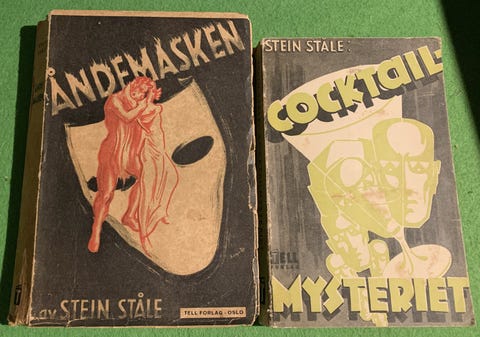 ÅNDEMASKEN
av STEIN STÅLE
TELL FORLAG - OSLO
STEIN STÅLE:
COCKTAIL-
TELL
FORLAG
MYSTERIET